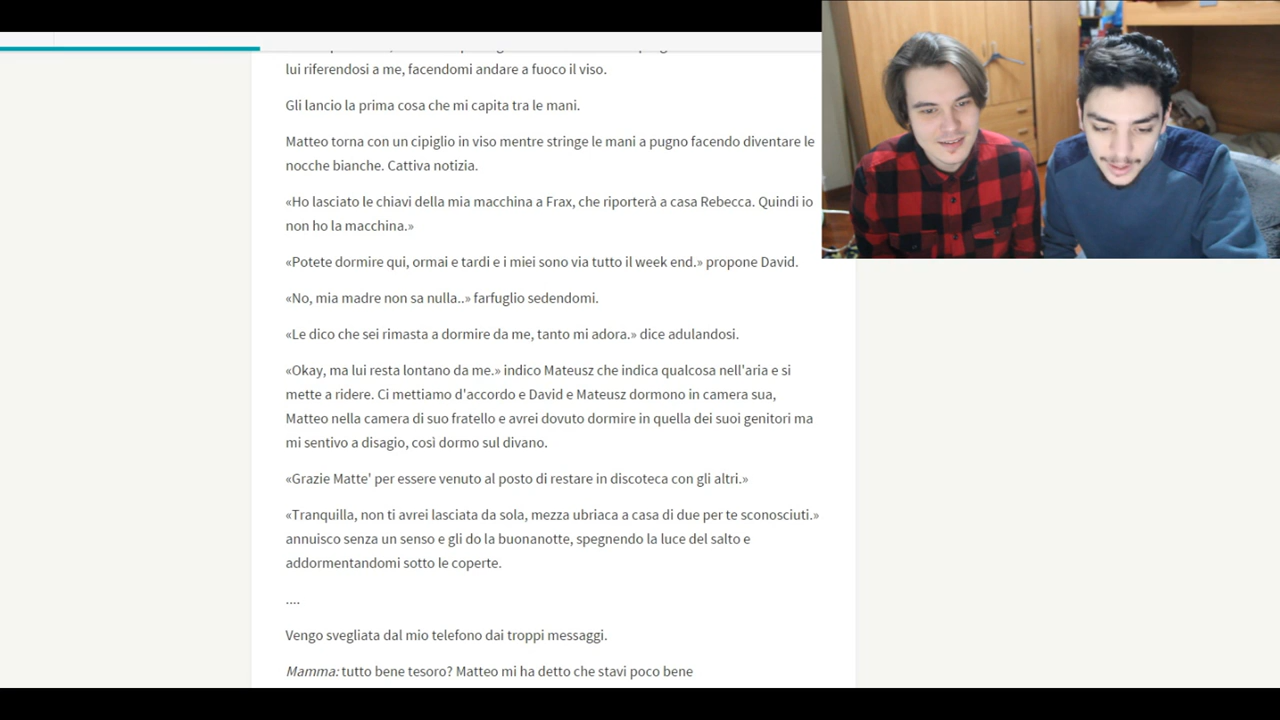 lui riferendosi a me, facendomi andare a fuoco il viso.
Gli lancio la prima cosa che mi capita tra le mani.
Matteo torna con un cipiglio in viso mentre stringe le mani a pugno facendo diventare le
nocche bianche. Cattiva notizia.
«Ho lasciato le chiavi della mia macchina a Frax, che riporterà a casa Rebecca. Quindi io
non ho la macchina.»
«Potete dormire qui, ormai e tardi e i miei sono via tutto il week end.» propone David.
«No, mia madre non sa nulla..» farfuglio sedendomi.
«Le dico che sei rimasta a dormire da me, tanto mi adora.» dice adulandosi.
«Okay, ma lui resta lontano da me.» indico Mateusz che indica qualcosa nell'aria e si
mette a ridere. Ci mettiamo d'accordo e David e Mateusz dormono in camera sua,
Matteo nella camera di suo fratello e avrei dovuto dormire in quella dei suoi genitori ma
mi sentivo a disagio, così dormo sul divano.
«Grazie Matte' per essere venuto al posto di restare in discoteca con gli altri.»
«Tranquilla, non ti avrei lasciata da sola, mezza ubriaca a casa di due per te sconosciuti.»
annuisco senza un senso e gli do la buonanotte, spegnendo la luce del salto e
addormentandomi sotto le coperte.
....
Vengo svegliata dal mio telefono dai troppi messaggi.
Mamma: tutto bene tesoro? Matteo mi ha detto che stavi poco bene